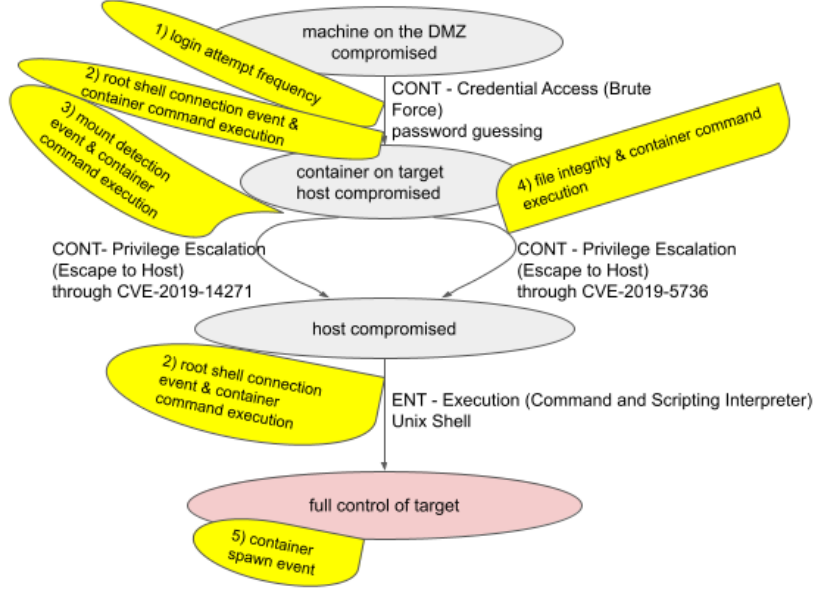 machine on the DMZ
compromised
1) login attempt frequency
CONT - Credential Access (Brute
Force)
password guessing
2) root shell connection event &
container command execution
3) mount detection
event & container
command execution
container on target
host compromised
4) file integrity & container command
execution
CONT- Privilege Escalation
(Escape to Host)
through CVE-2019-14271
CONT - Privilege Escalation
(Escape to Host)
through CVE-2019-5736
host compromised
2) root shell connection
event & container
command execution
ENT - Execution (Command and Scripting Interpreter)
Unix Shell
full control of target
5) container
spawn event